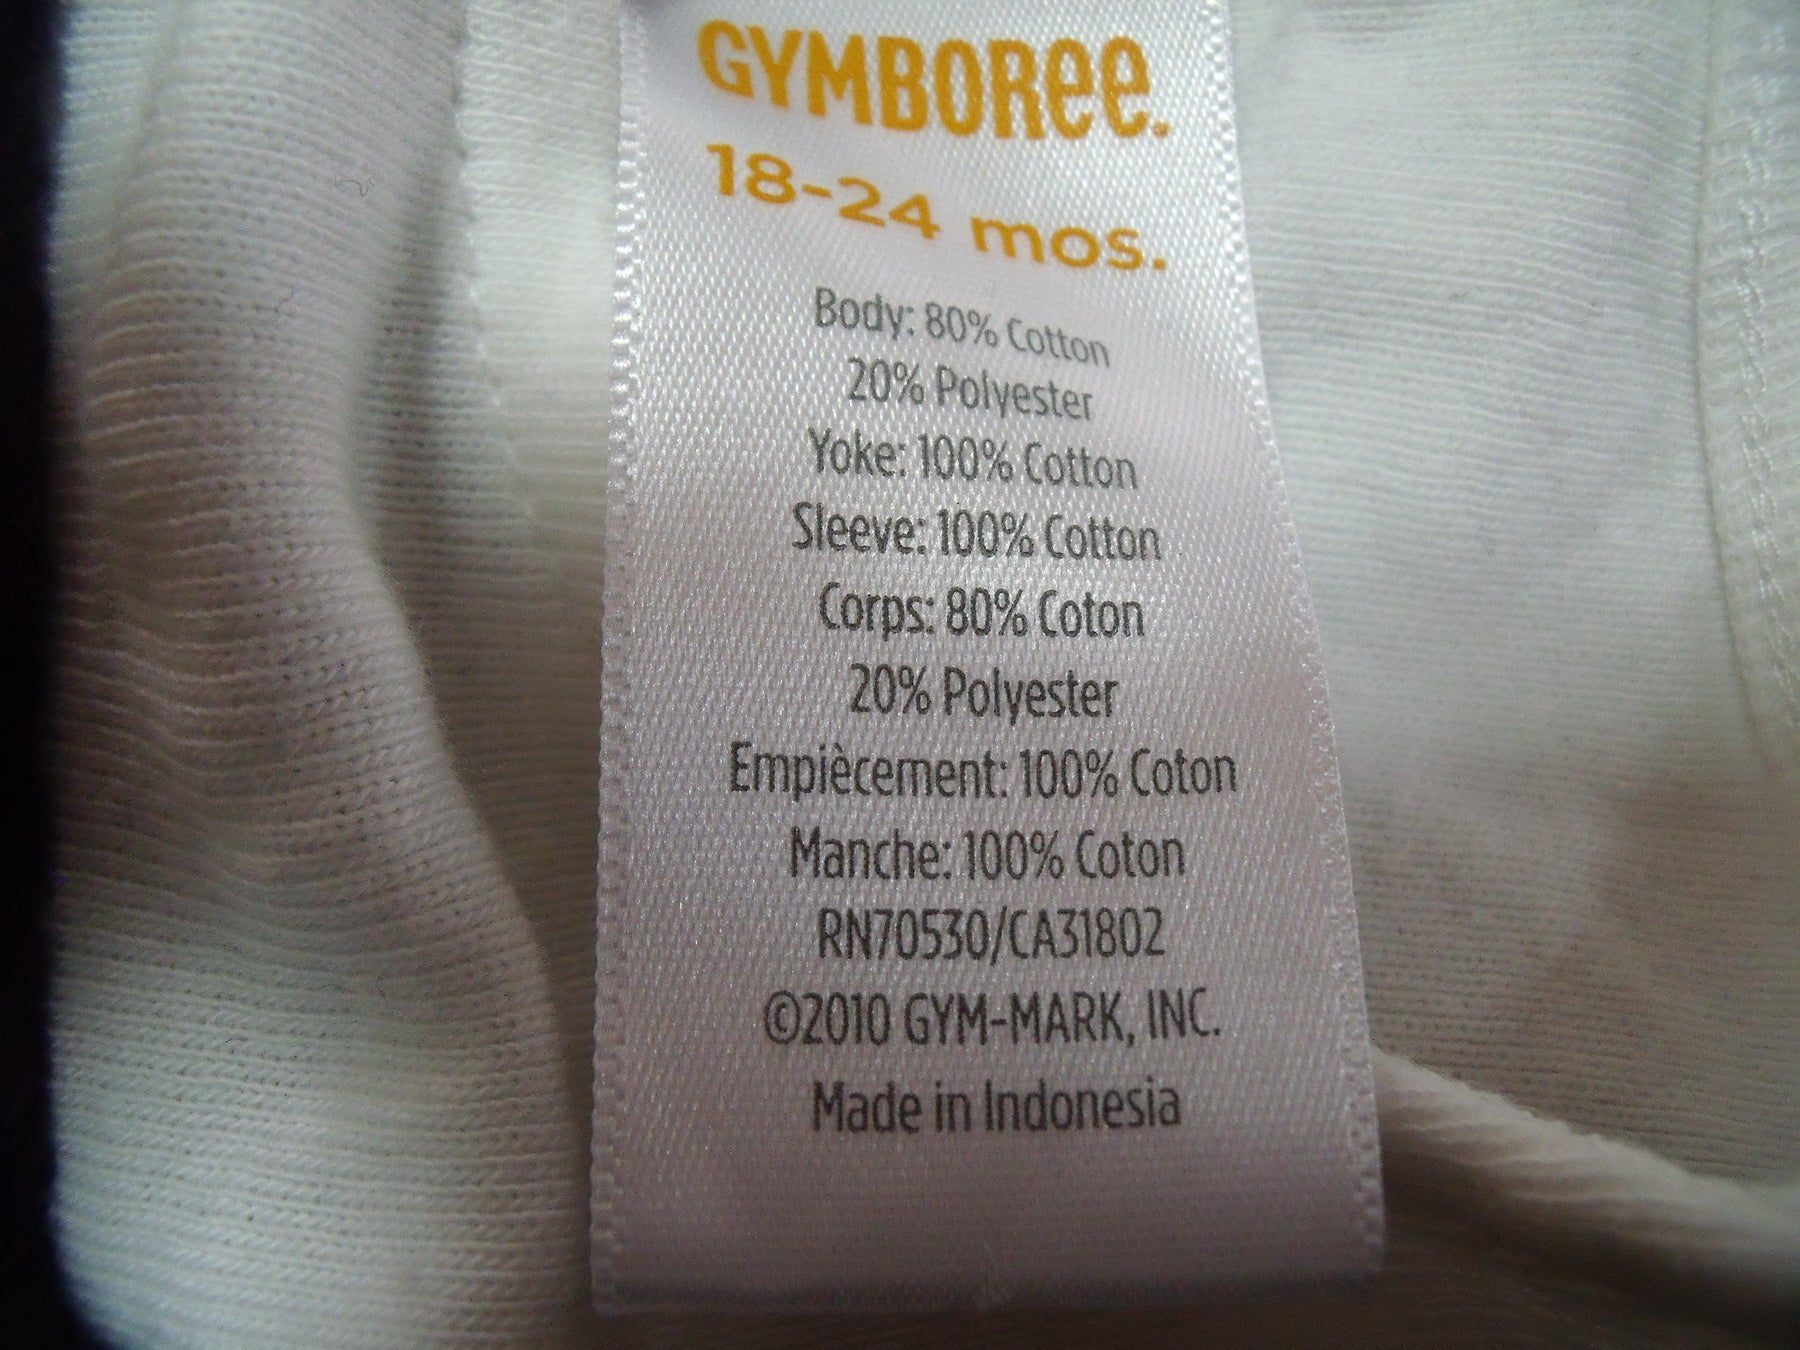 GYMBOREE.
18-24 mos.
Body: 80% Cotton
20% Polyester
Yoke: 100% Cotton
Sleeve: 100% Cotton
Corps: 80% Coton
20% Polyester
Empiècement: 100% Coton
Manche: 100% Coton
RN70530/CA31802
©2010 GYM-MARK, INC.
Made in Indonesia